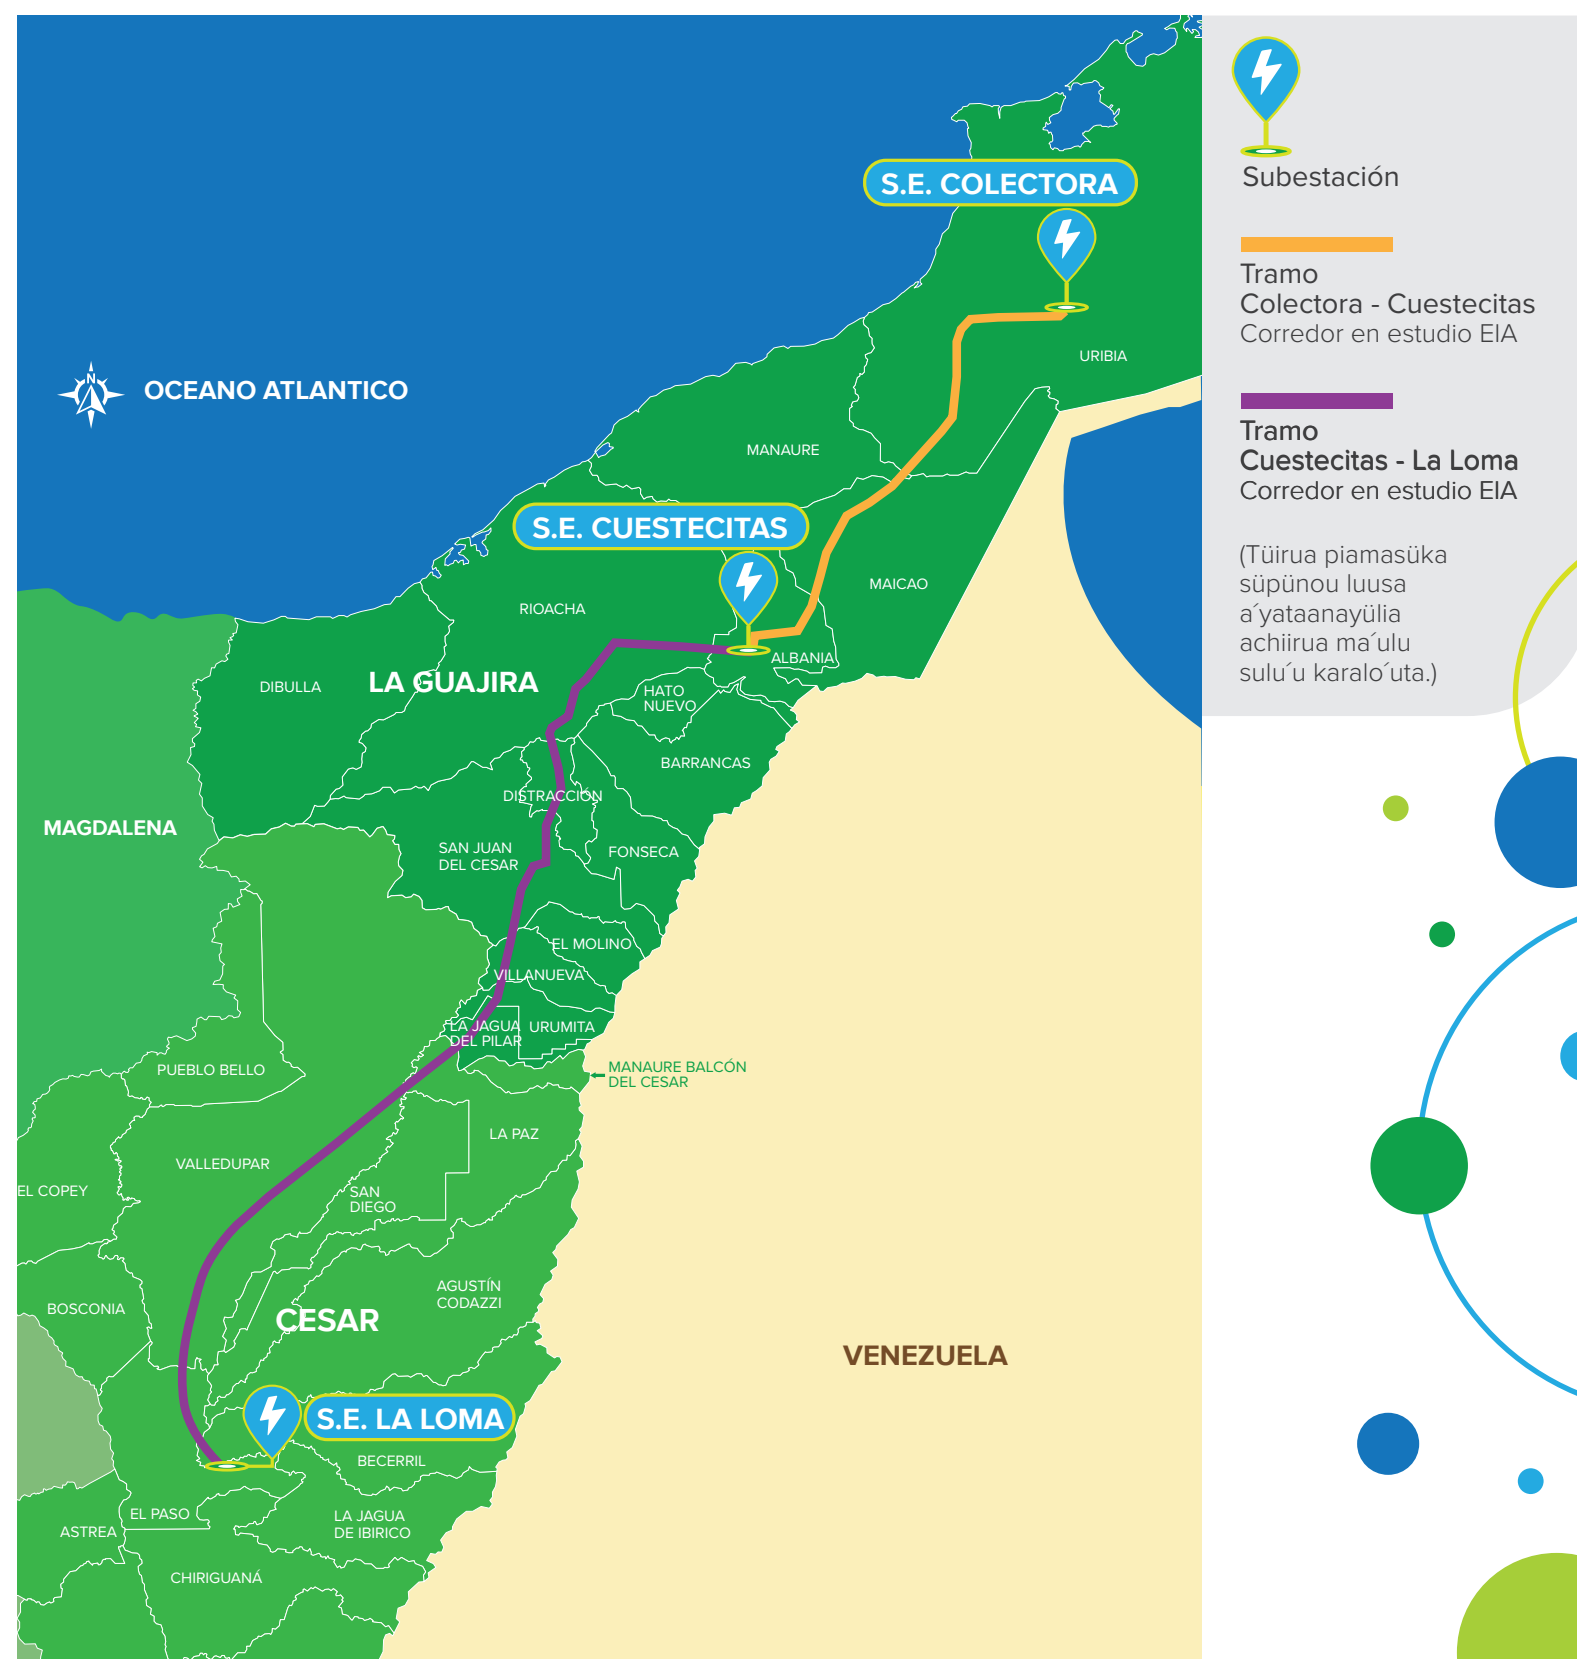 S.E. COLECTORA
URIBIA
N
OCEANO ATLANTICO
MANAURE
S.E. CUESTECITAS
MAICAO
RIOACHA
ALBANIA
DIBULLA
LA GUAJIRA
HATO
NUEVO
BARRANCAS
DISTRACCIÓN
MAGDALENA
SAN JUAN
DEL CESAR
FONSECA
EL MOLINO
VILLANUEVA
LA JAGUA
DEL PILAR
URUMITA
PUEBLO BELLO
MANAURE BALCÓN
DEL CESAR
LA PAZ
VALLEDUPAR
EL COPEY
SAN
DIEGO
AGUSTÍN
CODAZZI
BOSCONIA
CESAR
VENEZUELA
S.E. LA LOMA
BECERRIL
EL PASO
LA JAGUA
DE IBIRICO
ASTREA
CHIRIGUANÁ
Subestación
Tramo
Colectora - Cuestecitas
Corredor en estudio EIA
Tramo
Cuestecitas - La Loma
Corredor en estudio EIA
(Tüirua piamasüka
süpünou luusa
a´yataanayülia
achiirua ma´ulu
sulu´u karalo´uta.)